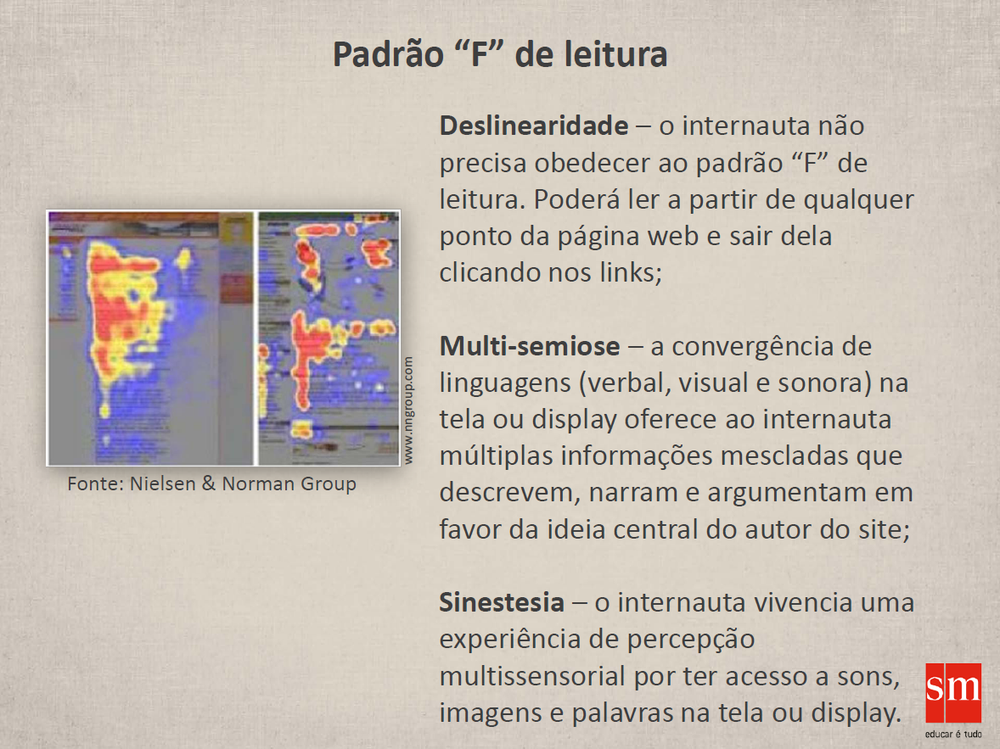 Padrão “F” de leitura
Deslinearidade – o internauta não
precisa obedecer ao padrão “F” de
leitura. Poderá ler a partir de qualquer
ponto da página web e sair dela
clicando nos links;
Multi-semiose – a convergência de
linguagens (verbal, visual e sonora) na
tela ou display oferece ao internauta
múltiplas informações mescladas que
descrevem, narram e argumentam em
favor da ideia central do autor do site;
Sinestesia – o internauta vivencia uma
experiência de percepção
multissensorial por ter acesso a sons,
imagens e palavras na tela ou display.
www.nngroup.com
Fonte: Nielsen & Norman Group
sm
educar é tudo